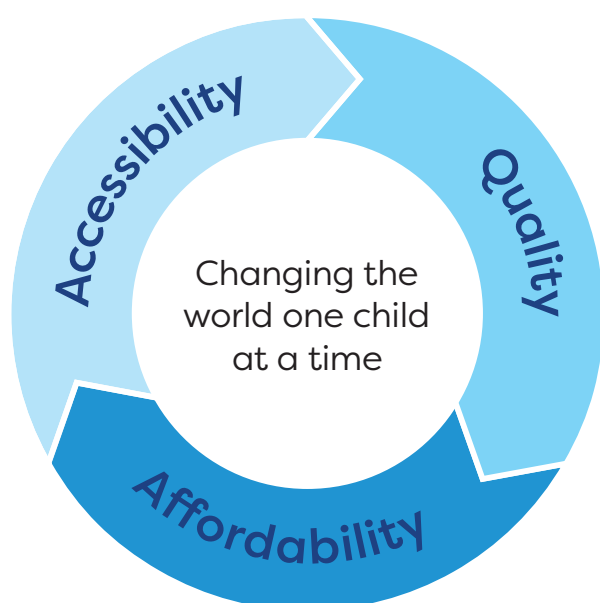 Accessibility
Quality
Changing the
world one child
at a time
Affordability